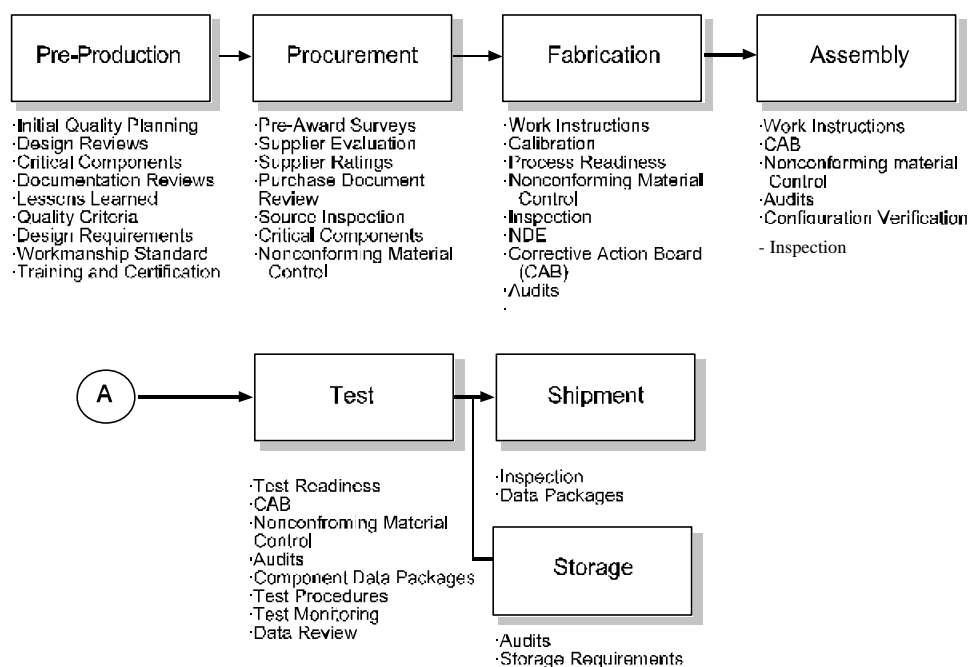 Pre-Production
Procurement
Fabrication
Assembly
·Initial Quality Planning
·Design Reviews
·Critical Components
·Documentation Reviews
·Lessons Learned
·Quality Criteria
·Design Requirements
·Workmanship Standard
·Training and Certification
·Pre-Award Surveys
·Supplier Evaluation
·Supplier Ratings
·Purchase Document
Review
·Source Inspection
·Critical Components
·Nonconforming Material
Control
·Work Instructions
·Calibration
·Process Readiness
·Nonconforming Material
Control
·Inspection
·NDE
·Corrective Action Board
(CAB)
·Audits
·
·Work Instructions
·CAB
·Nonconforming material
Control
·Audits
·Configuration Verification
- Inspection
A
Test
Shipment
·Test Readiness
·CAB
·Nonconfroming Material
Control
·Audits
·Component Data Packages
·Test Procedures
·Test Monitoring
·Data Review
·Inspection
·Data Packages
Storage
·Audits
·Storage Requirements